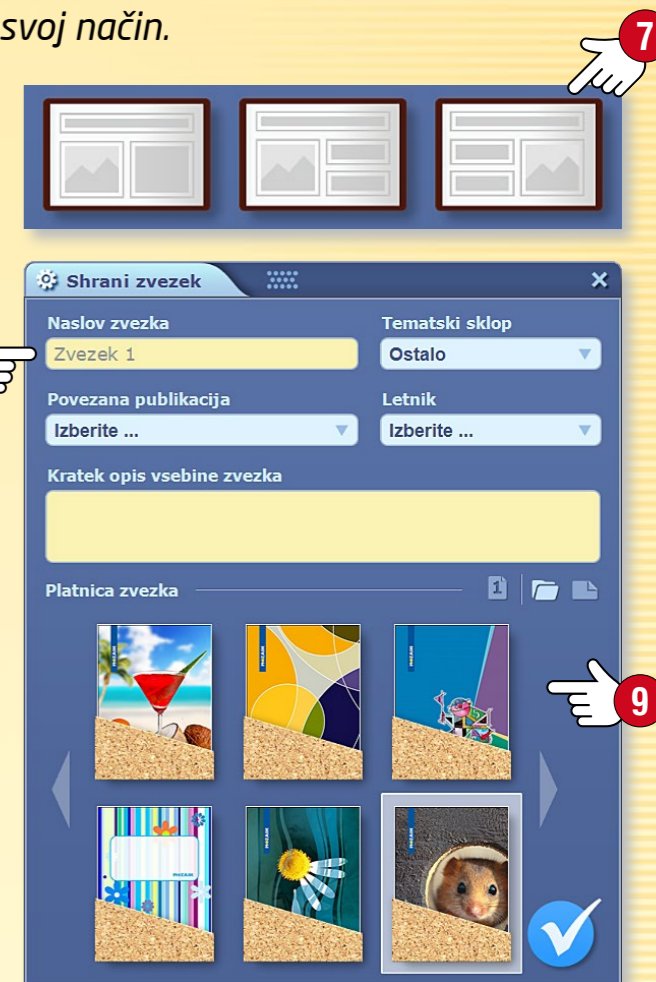 svoj način.
7
Shrani zvezek
Naslov zvezka
Tematski sklop
Zvezek 1
Ostalo
Povezana publikacija
Letnik
Izberite ...
Izberite ...
Kratek opis vsebine zvezka
Platnica zvezka
1
9